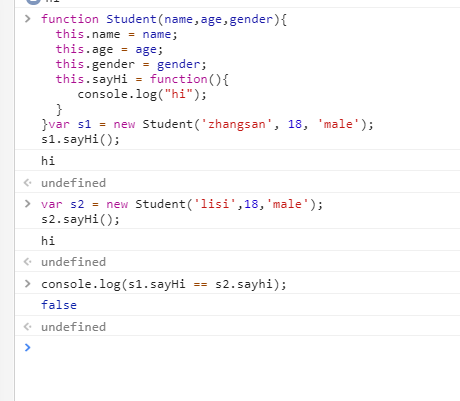 hi
> function Student(name,age,gender){
this.name = name;
this.age = age;
this.gender = gender;
this.sayHi = function(){
console.log("hi");
}
}var s1 = new Student('zhangsan', 18, 'male');
s1.sayHi();
hi
< undefined
> var s2 = new Student('lisi',18,'male');
s2.sayHi();
hi
< undefined
> console.log(s1.sayHi == s2.sayhi);
false
< undefined
>